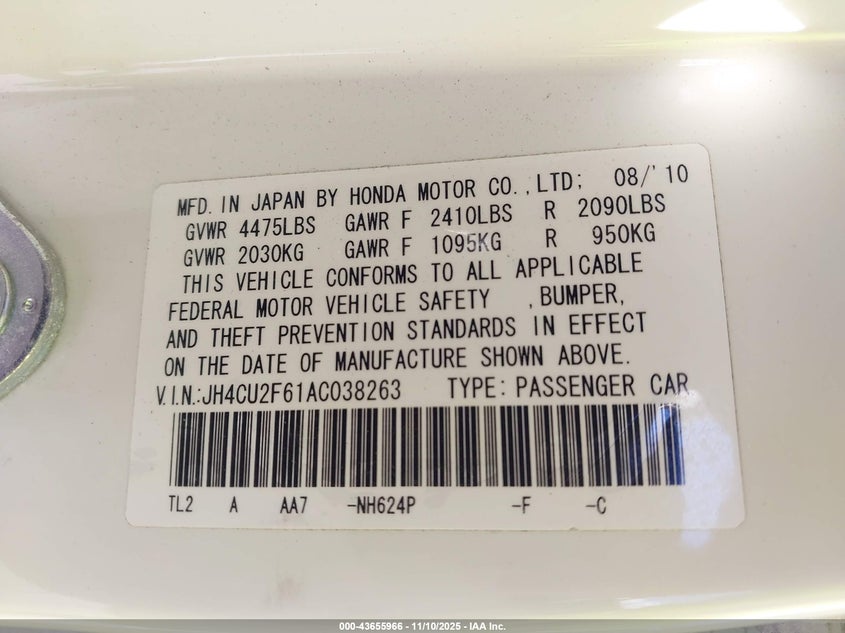 MFD. IN JAPAN BY HONDA MOTOR CO.,LTD; 08/'10
GVWR 4475LBS GAWR F 2410LBS R 2090LBS
GVWR 2030KG GAWR F 1095KG R 950KG
THIS VEHICLE CONFORMS TO ALL APPLICABLE
FEDERAL MOTOR VEHICLE SAFETY ,BUMPER,
AND THEFT PREVENTION STANDARDS IN EFFECT
ON THE DATE OF MANUFACTURE SHOWN ABOVE.
V.I.N.:JH4CU2F61AC038263 TYPE: PASSENGER CAR
TL2 A AA7 -NH624P -F -C
000-43655966 - 11/10/2025 - IAA Inc.